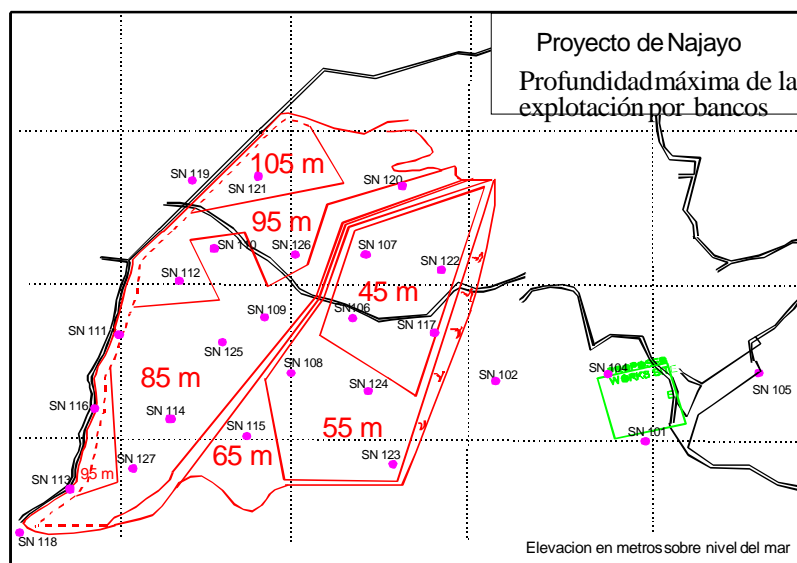 Proyecto de Najayo
Profundidad máxima de la
explotación por bancos
105 m
SN 119
SN 121
SN 120
95 m
SN 110
SN 126
SN 107
SN 122
SN 112
45 m
SN 109
SN 106
SN 111
SN 117
SN 125
85 m
SN 108
SN 104
WORKS
SN 105
SN 124
SN 102
SN 116
SN 114
SN 115
55 m
SN 101
65 m
SN 127
95 m
SN 123
SN 113
SN 118
Elevacion en metros sobre nivel del mar